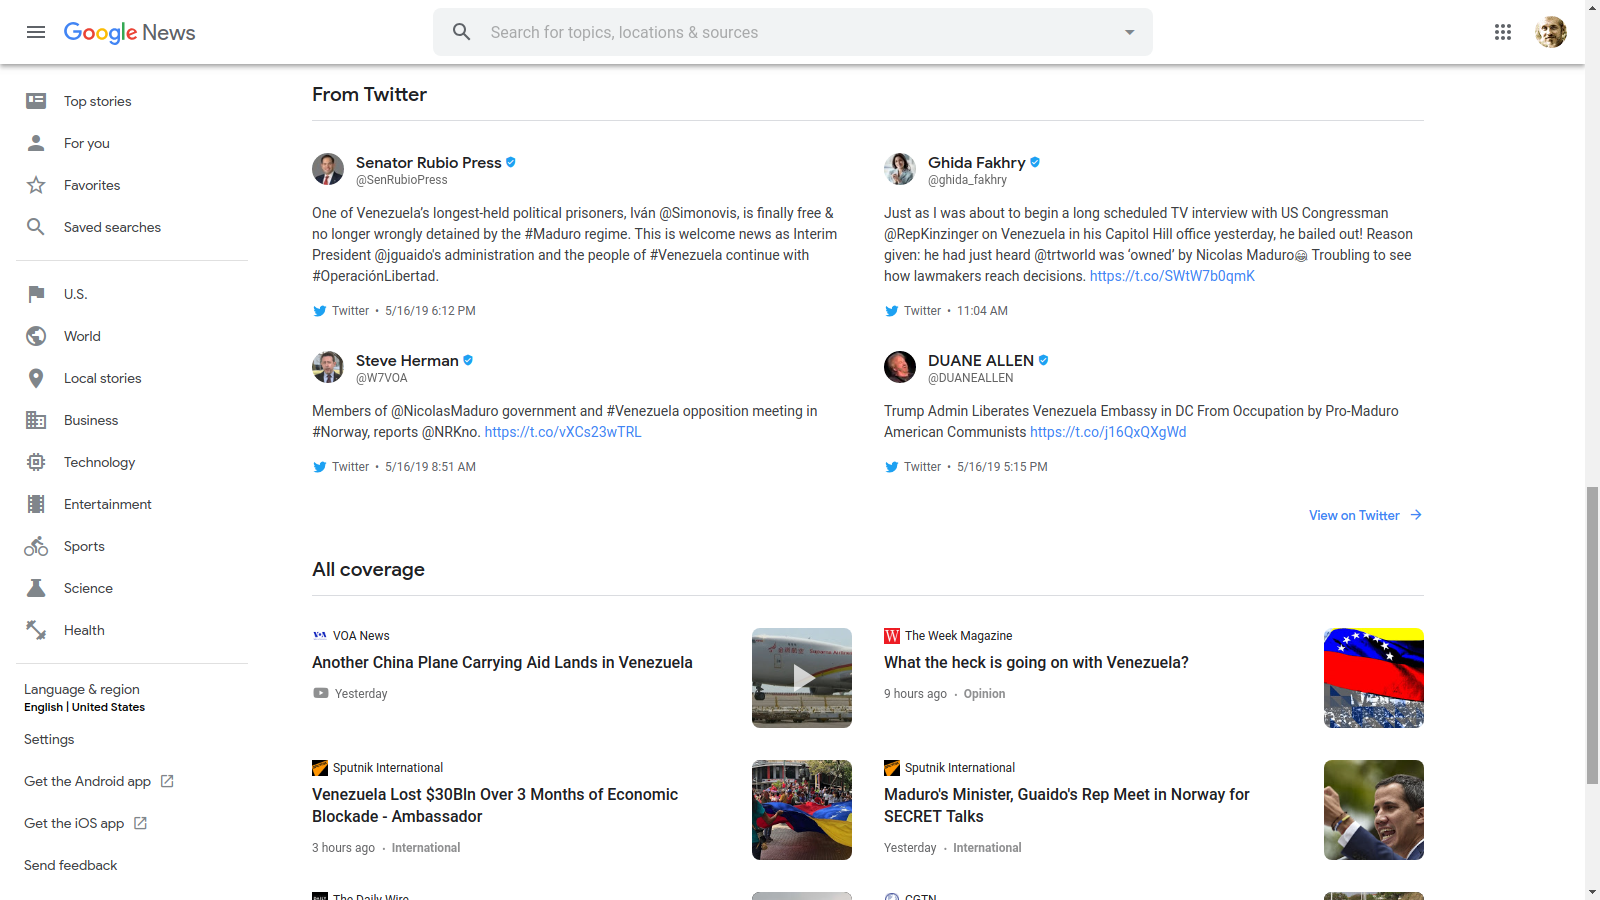 Google News
Search for topics, locations & sources
Top stories
For you
Favorites
Saved searches
U.S.
World
Local stories
Business
Technology
Entertainment
Sports
Science
Health
Language & region
English | United States
Settings
Get the Android app
Get the iOS app
Send feedback
From Twitter
Senator Rubio Press
@SenRubioPress
One of Venezuela’s longest-held political prisoners, Iván @Simonovis, is finally free &
no longer wrongly detained by the #Maduro regime. This is welcome news as Interim
President @jguaido's administration and the people of #Venezuela continue with
#OperaciónLibertad.
Twitter • 5/16/19 6:12 PM
Ghida Fakhry
@ghida_fakhry
Just as I was about to begin a long scheduled TV interview with US Congressman
@RepKinzinger on Venezuela in his Capitol Hill office yesterday, he bailed out! Reason
given: he had just heard @trtworld was ‘owned’ by Nicolas Maduro🤔 Troubling to see
how lawmakers reach decisions. https://t.co/SWtW7b0qmK
Twitter • 11:04 AM
Steve Herman
@W7VOA
Members of @NicolasMaduro government and #Venezuela opposition meeting in
#Norway, reports @NRKno. https://t.co/vXCs23wTRL
Twitter • 5/16/19 8:51 AM
DUANE ALLEN
@DUANEALLEN
Trump Admin Liberates Venezuela Embassy in DC From Occupation by Pro-Maduro
American Communists https://t.co/j16QxQXgWd
Twitter • 5/16/19 5:15 PM
View on Twitter
All coverage
VOA VOA News
Another China Plane Carrying Aid Lands in Venezuela
Yesterday
W The Week Magazine
What the heck is going on with Venezuela?
9 hours ago · Opinion
Sputnik International
Venezuela Lost $30Bln Over 3 Months of Economic
Blockade - Ambassador
3 hours ago · International
Sputnik International
Maduro's Minister, Guaido's Rep Meet in Norway for
SECRET Talks
Yesterday · International
The Daily Wire
CGTN